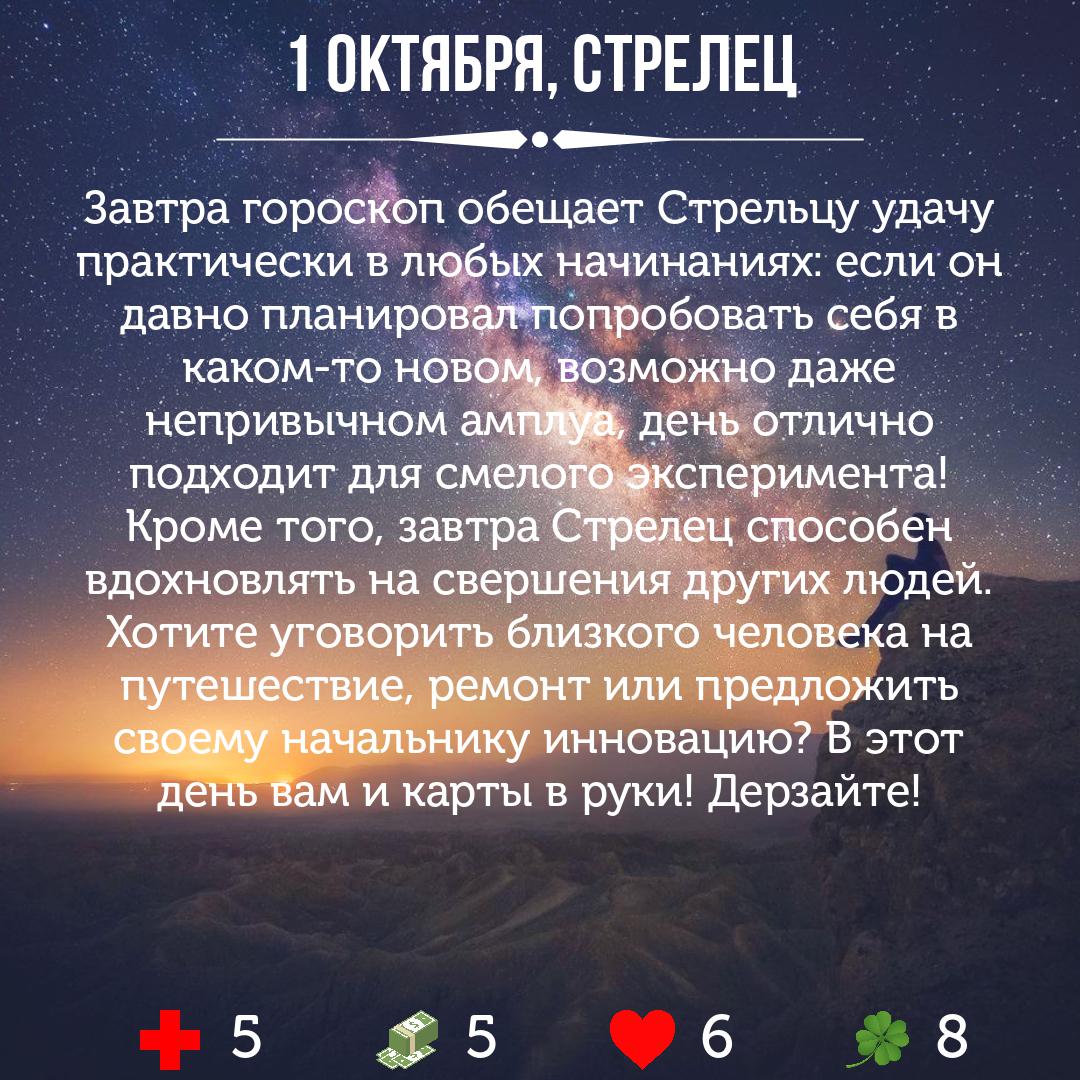 1 ОКТЯБРЯ, СТРЕЛЕЦ
Завтра гороскоп обещает Стрельцу удачу
практически в любых начинаниях: если он
давно планировал попробовать себя в
каком-то новом, возможно даже
непривычном амплуа, день отлично
подходит для смелого эксперимента!
Кроме того, завтра Стрелец способен
вдохновлять на свершения других людей.
Хотите уговорить близкого человека на
путешествие, ремонт или предложить
своему начальнику инновацию? В этот
день вам и карты в руки! Дерзайте!
5 5 6 8